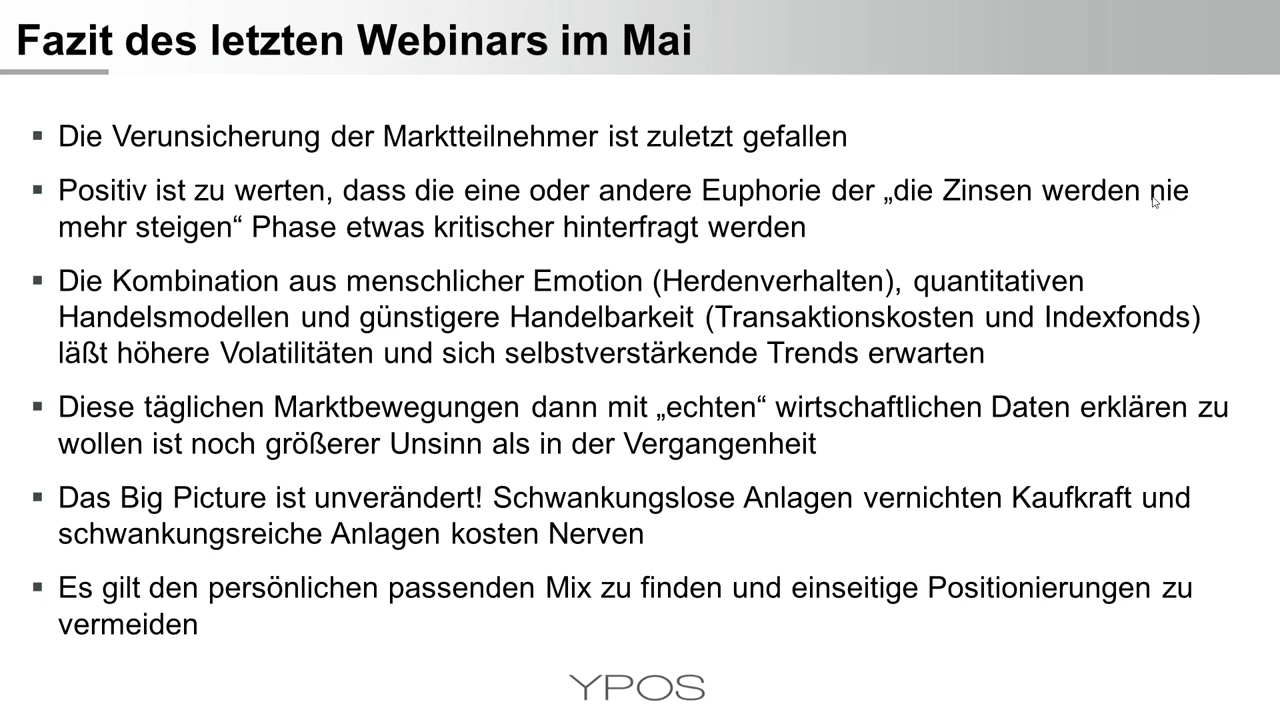 Fazit des letzten Webinars im Mai
▪ Die Verunsicherung der Marktteilnehmer ist zuletzt gefallen
▪ Positiv ist zu werten, dass die eine oder andere Euphorie der „die Zinsen werden nie
mehr steigen“ Phase etwas kritischer hinterfragt werden
▪ Die Kombination aus menschlicher Emotion (Herdenverhalten), quantitativen
Handelsmodellen und günstigere Handelbarkeit (Transaktionskosten und Indexfonds)
läßt höhere Volatilitäten und sich selbstverstärkende Trends erwarten
▪ Diese täglichen Marktbewegungen dann mit „echten“ wirtschaftlichen Daten erklären zu
wollen ist noch größerer Unsinn als in der Vergangenheit
▪ Das Big Picture ist unverändert! Schwankungslose Anlagen vernichten Kaufkraft und
schwankungsreiche Anlagen kosten Nerven
▪ Es gilt den persönlichen passenden Mix zu finden und einseitige Positionierungen zu
vermeiden
YPOS